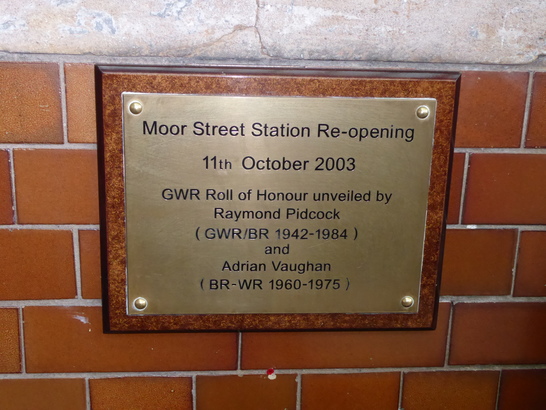 Moor Street Station Re-opening
11th October 2003
GWR Roll of Honour unveiled by
Raymond Pidcock
( GWR/BR 1942-1984 )
and
Adrian Vaughan
( BR-WR 1960-1975 )